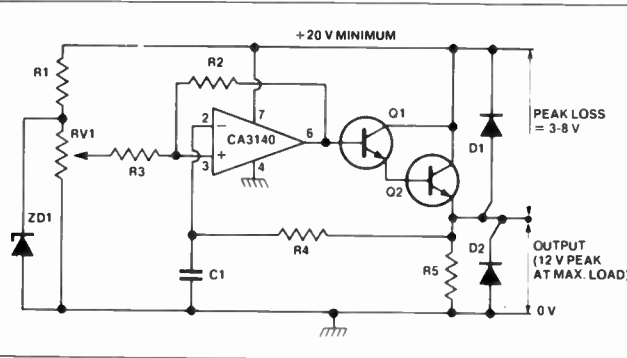 +20 V MINIMUM
R1
R2
Q1
RV1
2
7
CA3140
6
−
+
3
4
R3
Q2
D1
PEAK LOSS
= 3-8 V
ZD1
R4
C1
R5
D2
OUTPUT
(12 V PEAK
AT MAX. LOAD)
0 V